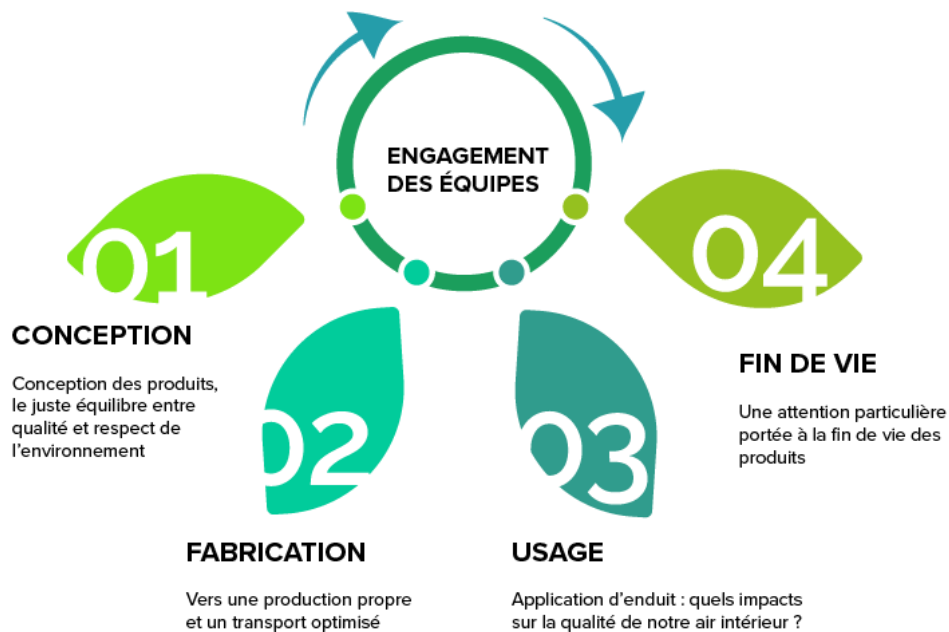 ENGAGEMENT
DES ÉQUIPES
01
CONCEPTION
Conception des produits,
le juste équilibre entre
qualité et respect de
l'environnement
02
FABRICATION
Vers une production propre
et un transport optimisé
03
USAGE
Application d'enduit : quels impacts
sur la qualité de notre air intérieur ?
04
FIN DE VIE
Une attention particulière
portée à la fin de vie des
produits